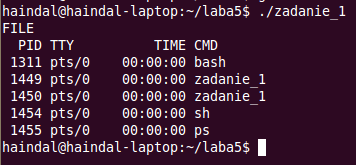 haindal@haindal-laptop:~/laba5$ ./zadanie_1
FILE
  PID TTY          TIME CMD
 1311 pts/0    00:00:00 bash
 1449 pts/0    00:00:00 zadanie_1
 1450 pts/0    00:00:00 zadanie_1
 1454 pts/0    00:00:00 sh
 1455 pts/0    00:00:00 ps
haindal@haindal-laptop:~/laba5$